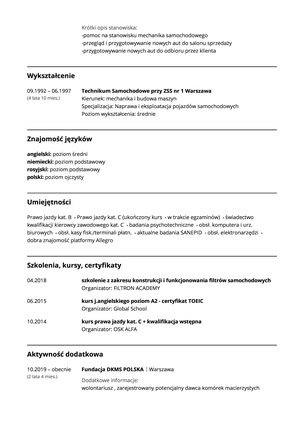 Krótki opis stanowiska:
-pomoc na stanowisku mechanika samochodowego
-przegląd i przygotowywanie nowych aut do salonu sprzedaży
-przygotowywanie nowych aut do odbioru przez klienta
Wykształcenie
09.1992 – 06.1997 Technikum Samochodowe przy ZSS nr 1 Warszawa
(4 lata 10 mies.) Kierunek: mechanika i budowa maszyn
Specjalizacja: Naprawa i eksploatacja pojazdów samochodowych
Poziom wykształcenia: średnie
Znajomość języków
angielski: poziom średni
niemiecki: poziom podstawowy
rosyjski: poziom podstawowy
polski: poziom ojczysty
Umiejętności
Prawo jazdy kat. B - Prawo jazdy kat. C (ukończony kurs - w trakcie egzaminów) - świadectwo
kwalifikacji kierowcy zawodowego kat. C - badania psychotechniczne - obsł. komputera i urz.
biurowych - obsł. kasy fisk./terminali płatn. - aktualne badania SANEPID - obsł. elektronarzędzi -
dobra znajomość platformy Allegro
Szkolenia, kursy, certyfikaty
04.2018 szkolenie z zakresu konstrukcji i funkcjonowania filtrów samochodowych
Organizator: FILTRON ACADEMY
06.2015 kurs j.angielskiego poziom A2 - certyfikat TOEIC
Organizator: Global School
10.2014 kurs prawa jazdy kat. C + kwalifikacja wstępna
Organizator: OSK ALFA
Aktywność dodatkowa
10.2019 – obecnie Fundacja DKMS POLSKA | Warszawa
(2 lata 4 mies.)
Dodatkowe informacje:
wolontariusz , zarejestrowany potencjalny dawca komórek macierzystych